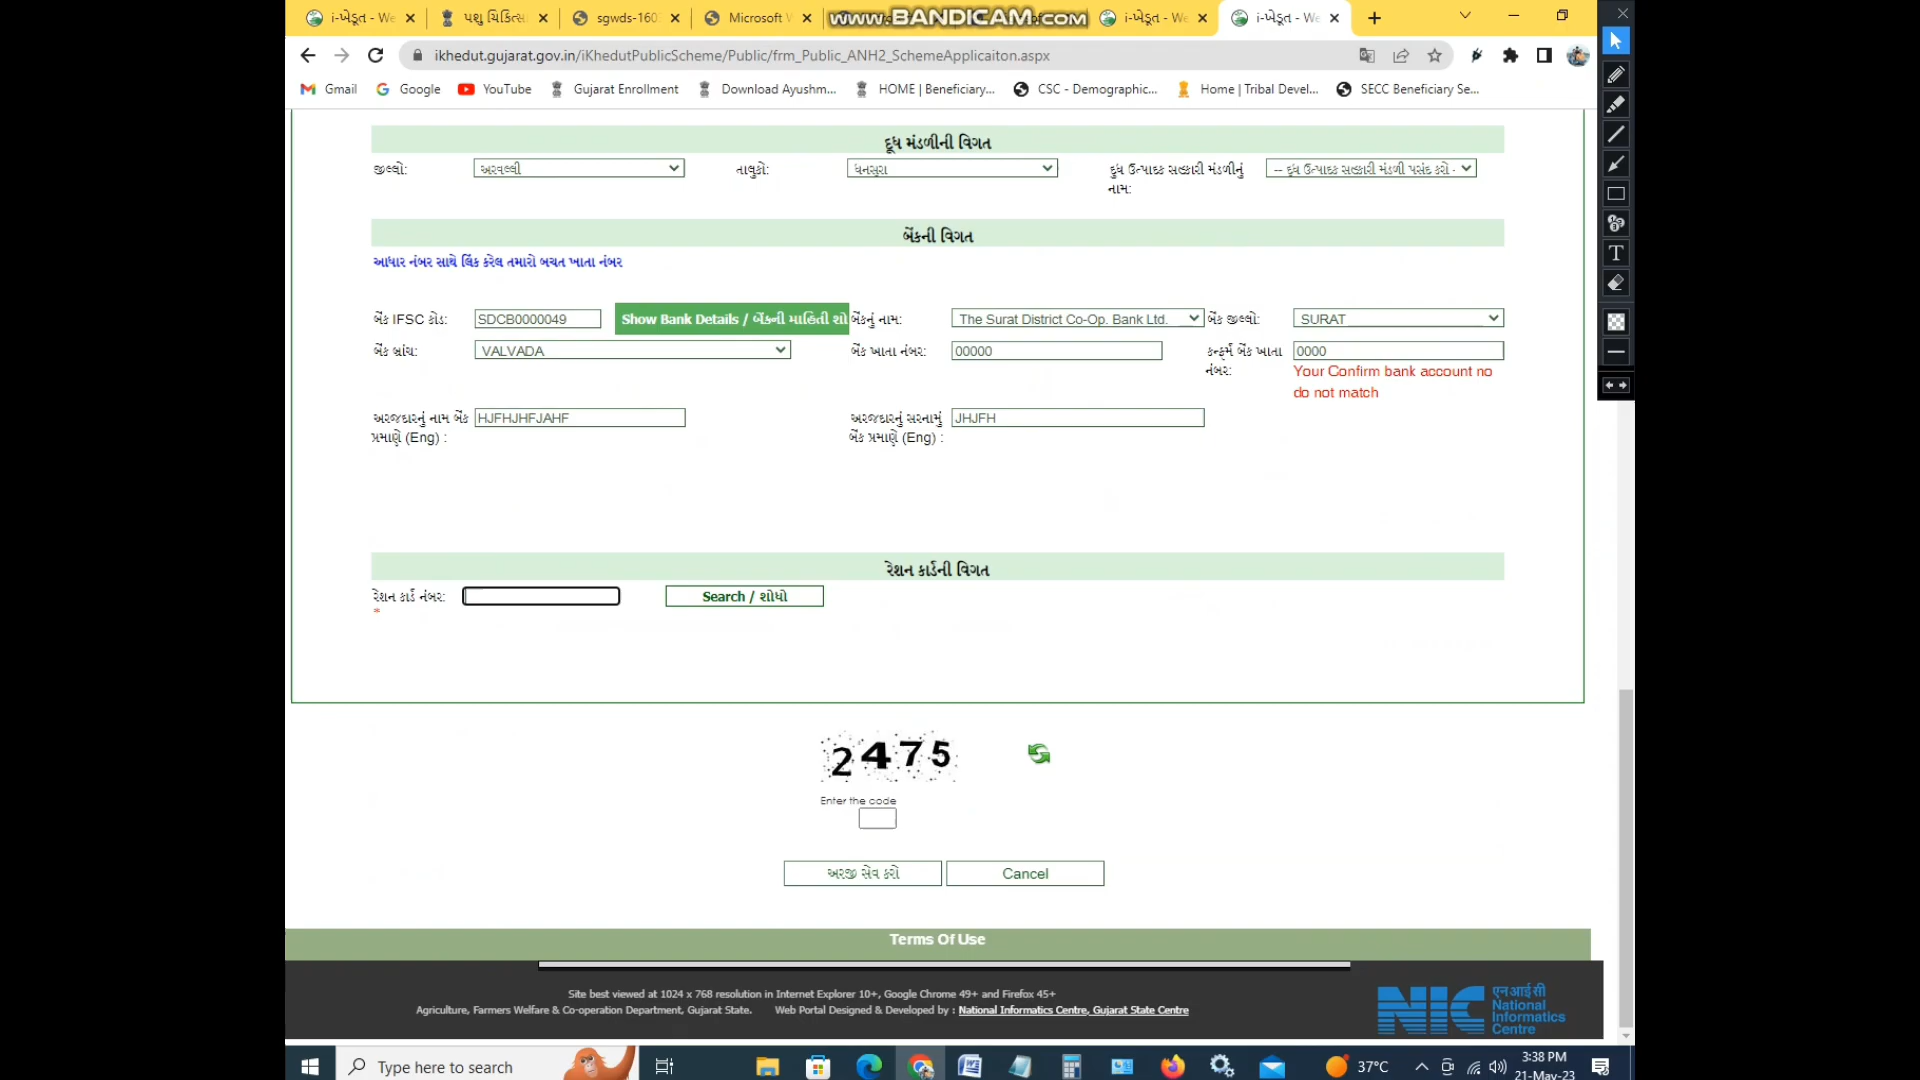 i-ખેડૂત - We
પશુ ચિકિત્સ
sgwds-160
Microsoft W
www.BANDICAM.com
i-ખેડૂત - We
i-ખેડૂત - We
ikhedut.gujarat.gov.in/iKhedutPublicScheme/Public/frm_Public_ANH2_SchemeApplicaiton.aspx
Gmail Google YouTube Gujarat Enrollment Download Ayushm... HOME | Beneficiary... CSC - Demographic... Home | Tribal Devel... SECC Beneficiary Se...
દૂધ મંડળીની વિગત
જીલ્લો: અરવલ્લી તાલુકો: ધનસુરા દુધ ઉત્પાદક સહકારી મંડળીનું -- દુધ ઉત્પાદક સહકારી મંડળી પસંદ કરો -
નામ:
બેંકની વિગત
આધાર નંબર સાથે લિંક કરેલ તમારો બચત ખાતા નંબર
બેંક IFSC કોડ: SDCB0000049 Show Bank Details / બેંકની માહિતી શો બેંકનું નામ: The Surat District Co-Op. Bank Ltd. બેંક જીલ્લો: SURAT
બેંક બ્રાંચ: VALVADA બેંક ખાતા નંબર: 00000 કન્ફર્મ બેંક ખાતા 0000
નંબર: Your Confirm bank account no
do not match
અરજદારનું નામ બેંક HJFHJHFJAHF અરજદારનું સરનામું JHJFH
પ્રમાણે (Eng) : બેંક પ્રમાણે (Eng) :
રેશન કાર્ડની વિગત
રેશન કાર્ડ નંબર: Search / શોધો
*
2475
Enter the code
અરજી સેવ કરો Cancel
Terms Of Use
Site best viewed at 1024 x 768 resolution in Internet Explorer 10+, Google Chrome 49+ and Firefox 45+
Agriculture, Farmers Welfare & Co-operation Department, Gujarat State. Web Portal Designed & Developed by : National Informatics Centre, Gujarat State Centre
NIC
एनआईसी
National
Informatics
Centre
Type here to search
37°C
3:38 PM
21-May-23